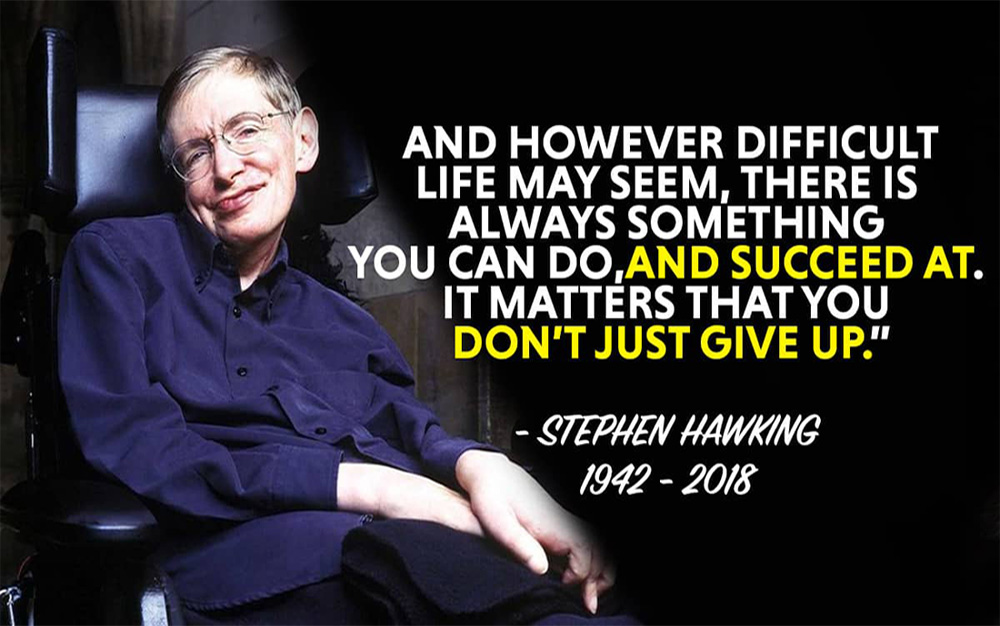 AND HOWEVER DIFFICULT
LIFE MAY SEEM, THERE IS
ALWAYS SOMETHING
YOU CAN DO,AND SUCCEED AT.
IT MATTERS THAT YOU
DON'T JUST GIVE UP."
- STEPHEN HAWKING
1942 - 2018